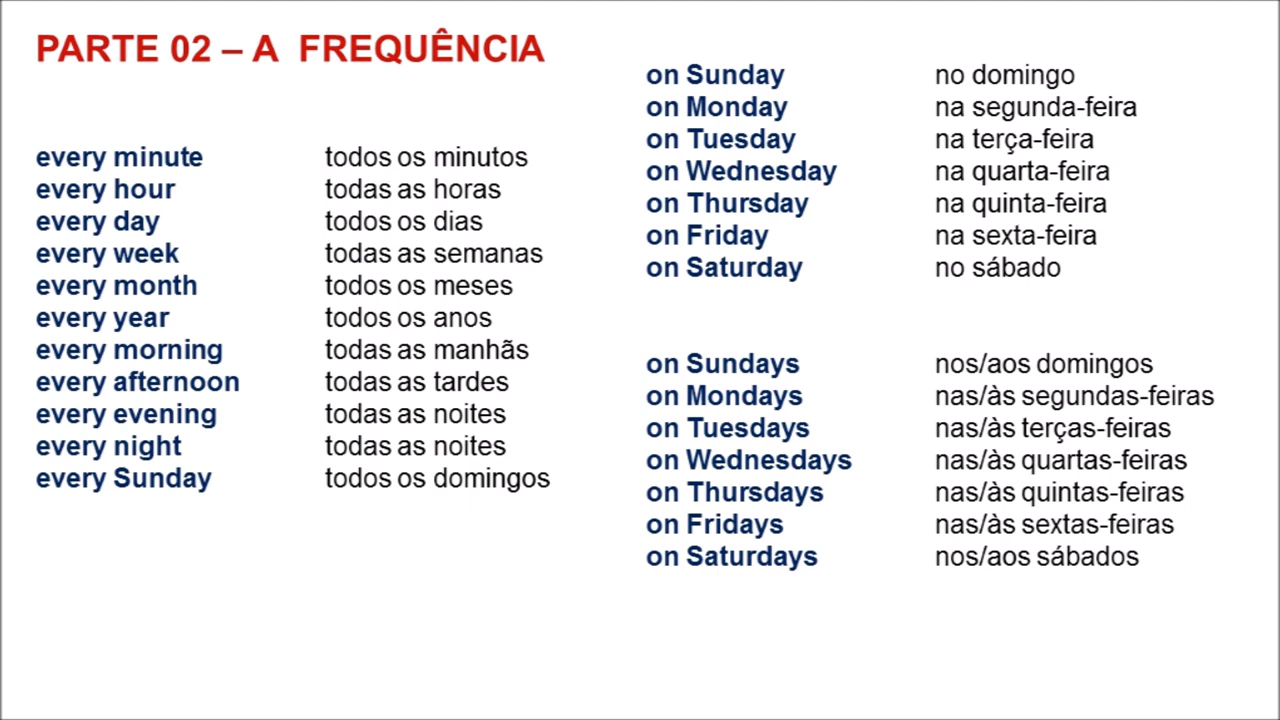 PARTE 02 – A FREQUÊNCIA
every minute todos os minutos
every hour todas as horas
every day todos os dias
every week todas as semanas
every month todos os meses
every year todos os anos
every morning todas as manhãs
every afternoon todas as tardes
every evening todas as noites
every night todas as noites
every Sunday todos os domingos
on Sunday no domingo
on Monday na segunda-feira
on Tuesday na terça-feira
on Wednesday na quarta-feira
on Thursday na quinta-feira
on Friday na sexta-feira
on Saturday no sábado
on Sundays nos/aos domingos
on Mondays nas/às segundas-feiras
on Tuesdays nas/às terças-feiras
on Wednesdays nas/às quartas-feiras
on Thursdays nas/às quintas-feiras
on Fridays nas/às sextas-feiras
on Saturdays nos/aos sábados